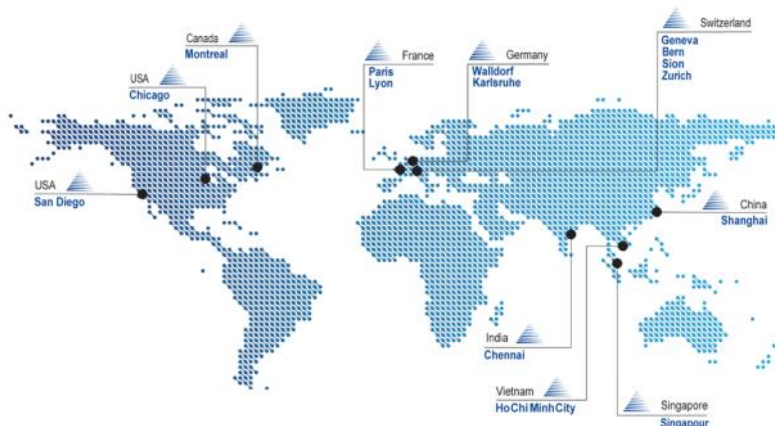 Canada
Montreal
USA
Chicago
USA
San Diego
France
Paris
Lyon
Germany
Walldorf
Karlsruhe
Switzerland
Geneva
Bern
Sion
Zurich
China
Shanghai
India
Chennai
Vietnam
Ho Chi Minh City
Singapore
Singapour